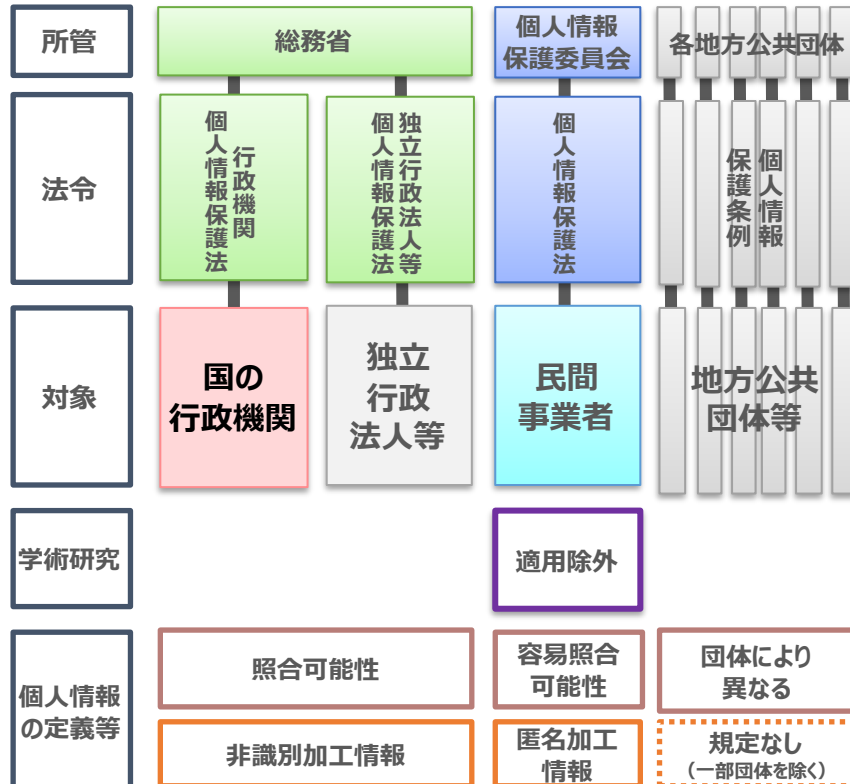 所管
総務省
個人情報
保護委員会
各地方公共団体
法令
行政機関
個人情報保護法
独立行政法人等
個人情報保護法
個人情報保護法
個人情報
保護条例
対象
国の
行政機関
独立
行政
法人等
民間
事業者
地方公共
団体等
学術研究
適用除外
個人情報
の定義等
照合可能性
容易照合
可能性
団体により
異なる
非識別加工情報
匿名加工
情報
規定なし
(一部団体を除く)